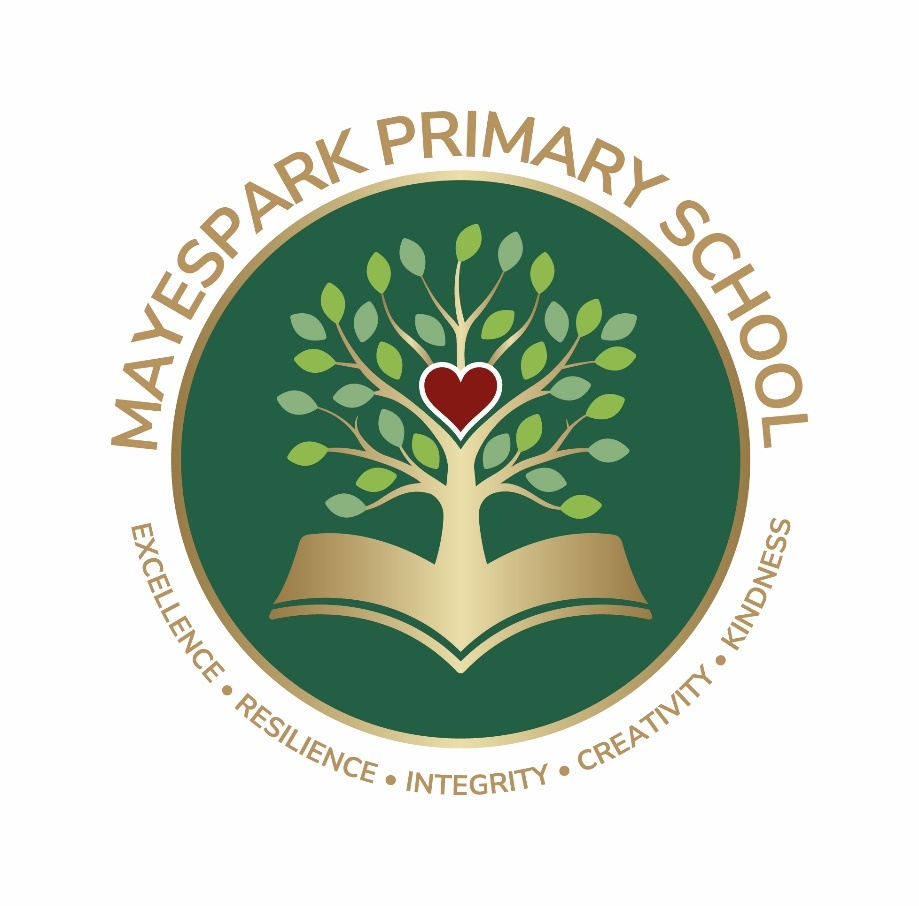 MAYESPARK PRIMARY SCHOOL
EXCELLENCE • RESILIENCE • INTEGRITY • CREATIVITY • KINDNESS